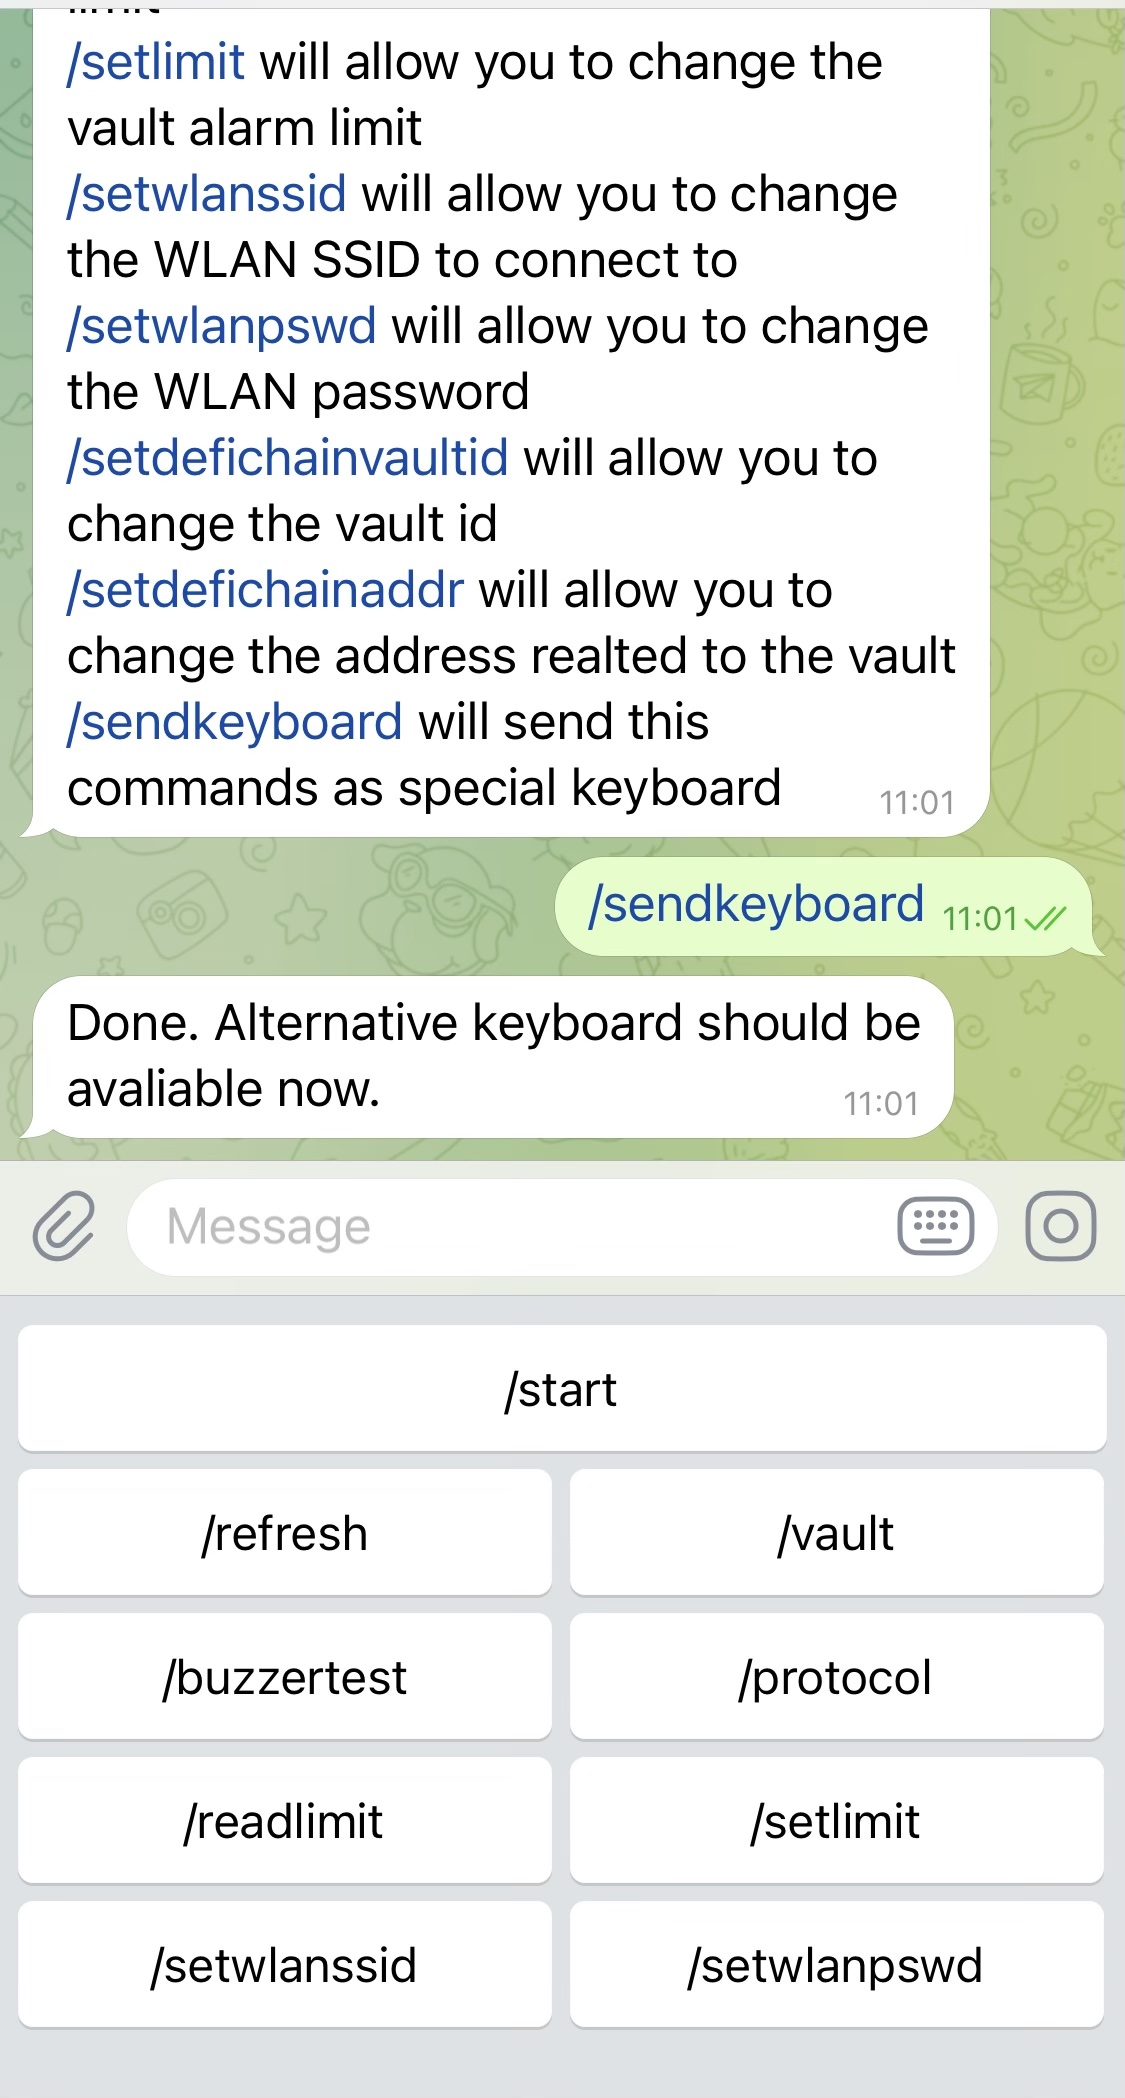 /setlimit will allow you to change the
vault alarm limit
/setwlanssid will allow you to change
the WLAN SSID to connect to
/setwlanpswd will allow you to change
the WLAN password
/setdefichainvaultid will allow you to
change the vault id
/setdefichainaddr will allow you to
change the address realted to the vault
/sendkeyboard will send this
commands as special keyboard
11:01
/sendkeyboard 11:01
Done. Alternative keyboard should be
avaliable now.
11:01
Message
/start
/refresh
/vault
/buzzertest
/protocol
/readlimit
/setlimit
/setwlanssid
/setwlanpswd